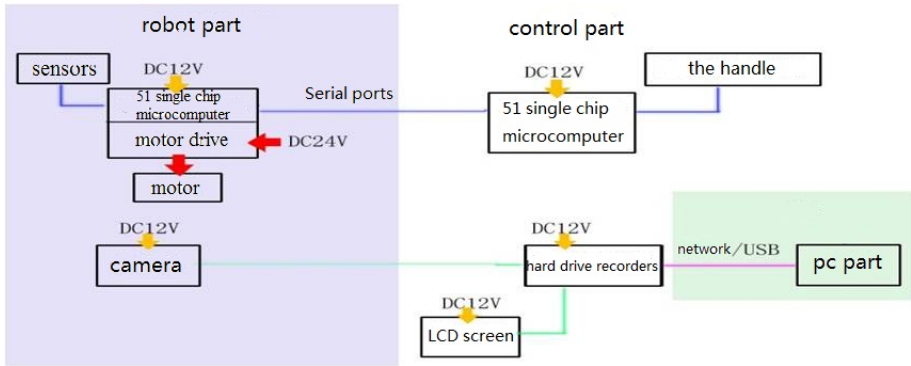 robot part
control part
sensors
DC12V
51 single chip
microcomputer
motor drive
DC24V
motor
Serial ports
DC12V
51 single chip
microcomputer
the handle
DC12V
camera
DC12V
hard drive recorders
network/USB
pc part
DC12V
LCD screen